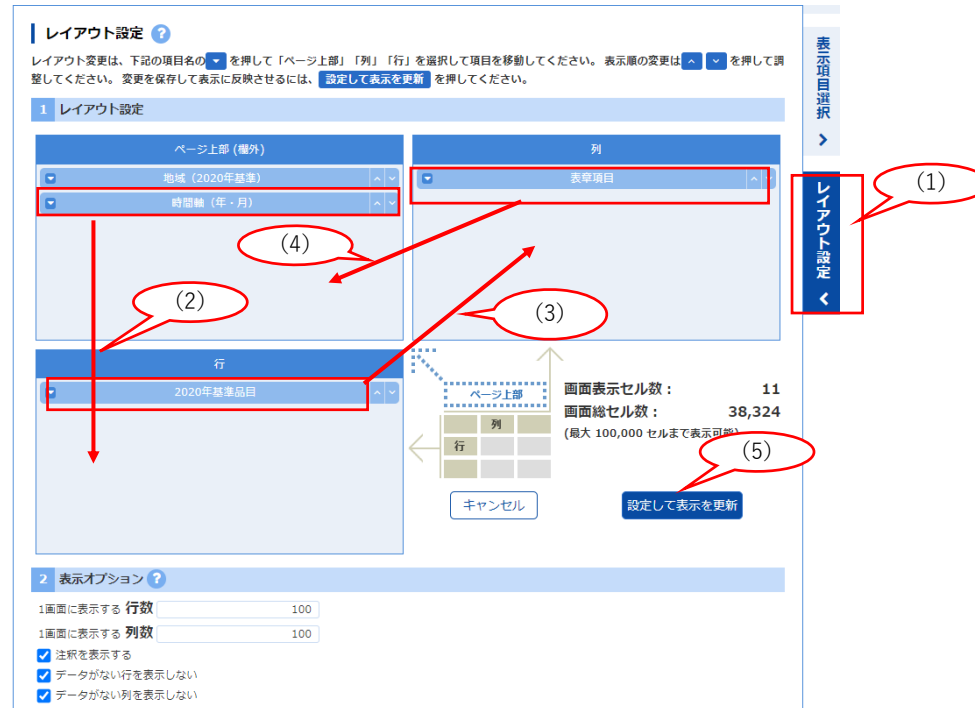 レイアウト設定 ?
レイアウト変更は、下記の項目名の を押して「ページ上部」「列」「行」を選択して項目を移動してください。 表示順の変更は を押して調
整してください。 変更を保存して表示に反映させるには、 設定して表示を更新 を押してください。
1 レイアウト設定
ページ上部 (欄外)
地域（2020年基準）
時間軸（年・月）
列
表章項目
行
2020年基準品目
ページ上部
列
行
画面表示セル数： 11
画面総セル数： 38,324
(最大 100,000 セルまで表示可能)
キャンセル
設定して表示を更新
2 表示オプション ?
1画面に表示する 行数 100
1画面に表示する 列数 100
注釈を表示する
データがない行を表示しない
データがない列を表示しない
表示項目選択
レイアウト設定
(1)
(2)
(3)
(4)
(5)